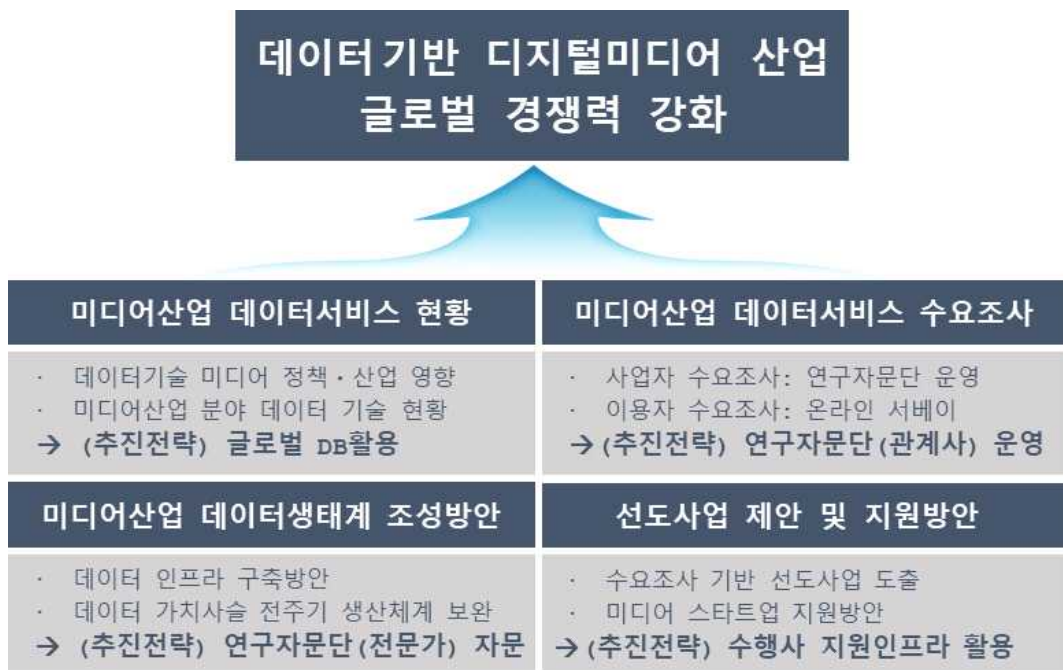 데이터기반 디지털미디어 산업
글로벌 경쟁력 강화
미디어산업 데이터서비스 현황
· 데이터기술 미디어 정책·산업 영향
· 미디어산업 분야 데이터 기술 현황
→ (추진전략) 글로벌 DB활용
미디어산업 데이터서비스 수요조사
· 사업자 수요조사: 연구자문단 운영
· 이용자 수요조사: 온라인 서베이
→ (추진전략) 연구자문단(관계사) 운영
미디어산업 데이터생태계 조성방안
· 데이터 인프라 구축방안
· 데이터 가치사슬 전주기 생산체계 보완
→ (추진전략) 연구자문단(전문가) 자문
선도사업 제안 및 지원방안
· 수요조사 기반 선도사업 도출
· 미디어 스타트업 지원방안
→ (추진전략) 수행사 지원인프라 활용